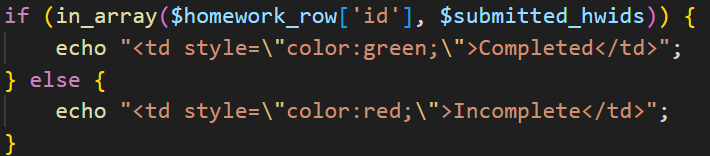 if (in_array($homework_row['id'], $submitted_hwids)) {
    echo "<td style=\"color:green;\">Completed</td>";
} else {
    echo "<td style=\"color:red;\">Incomplete</td>";
}